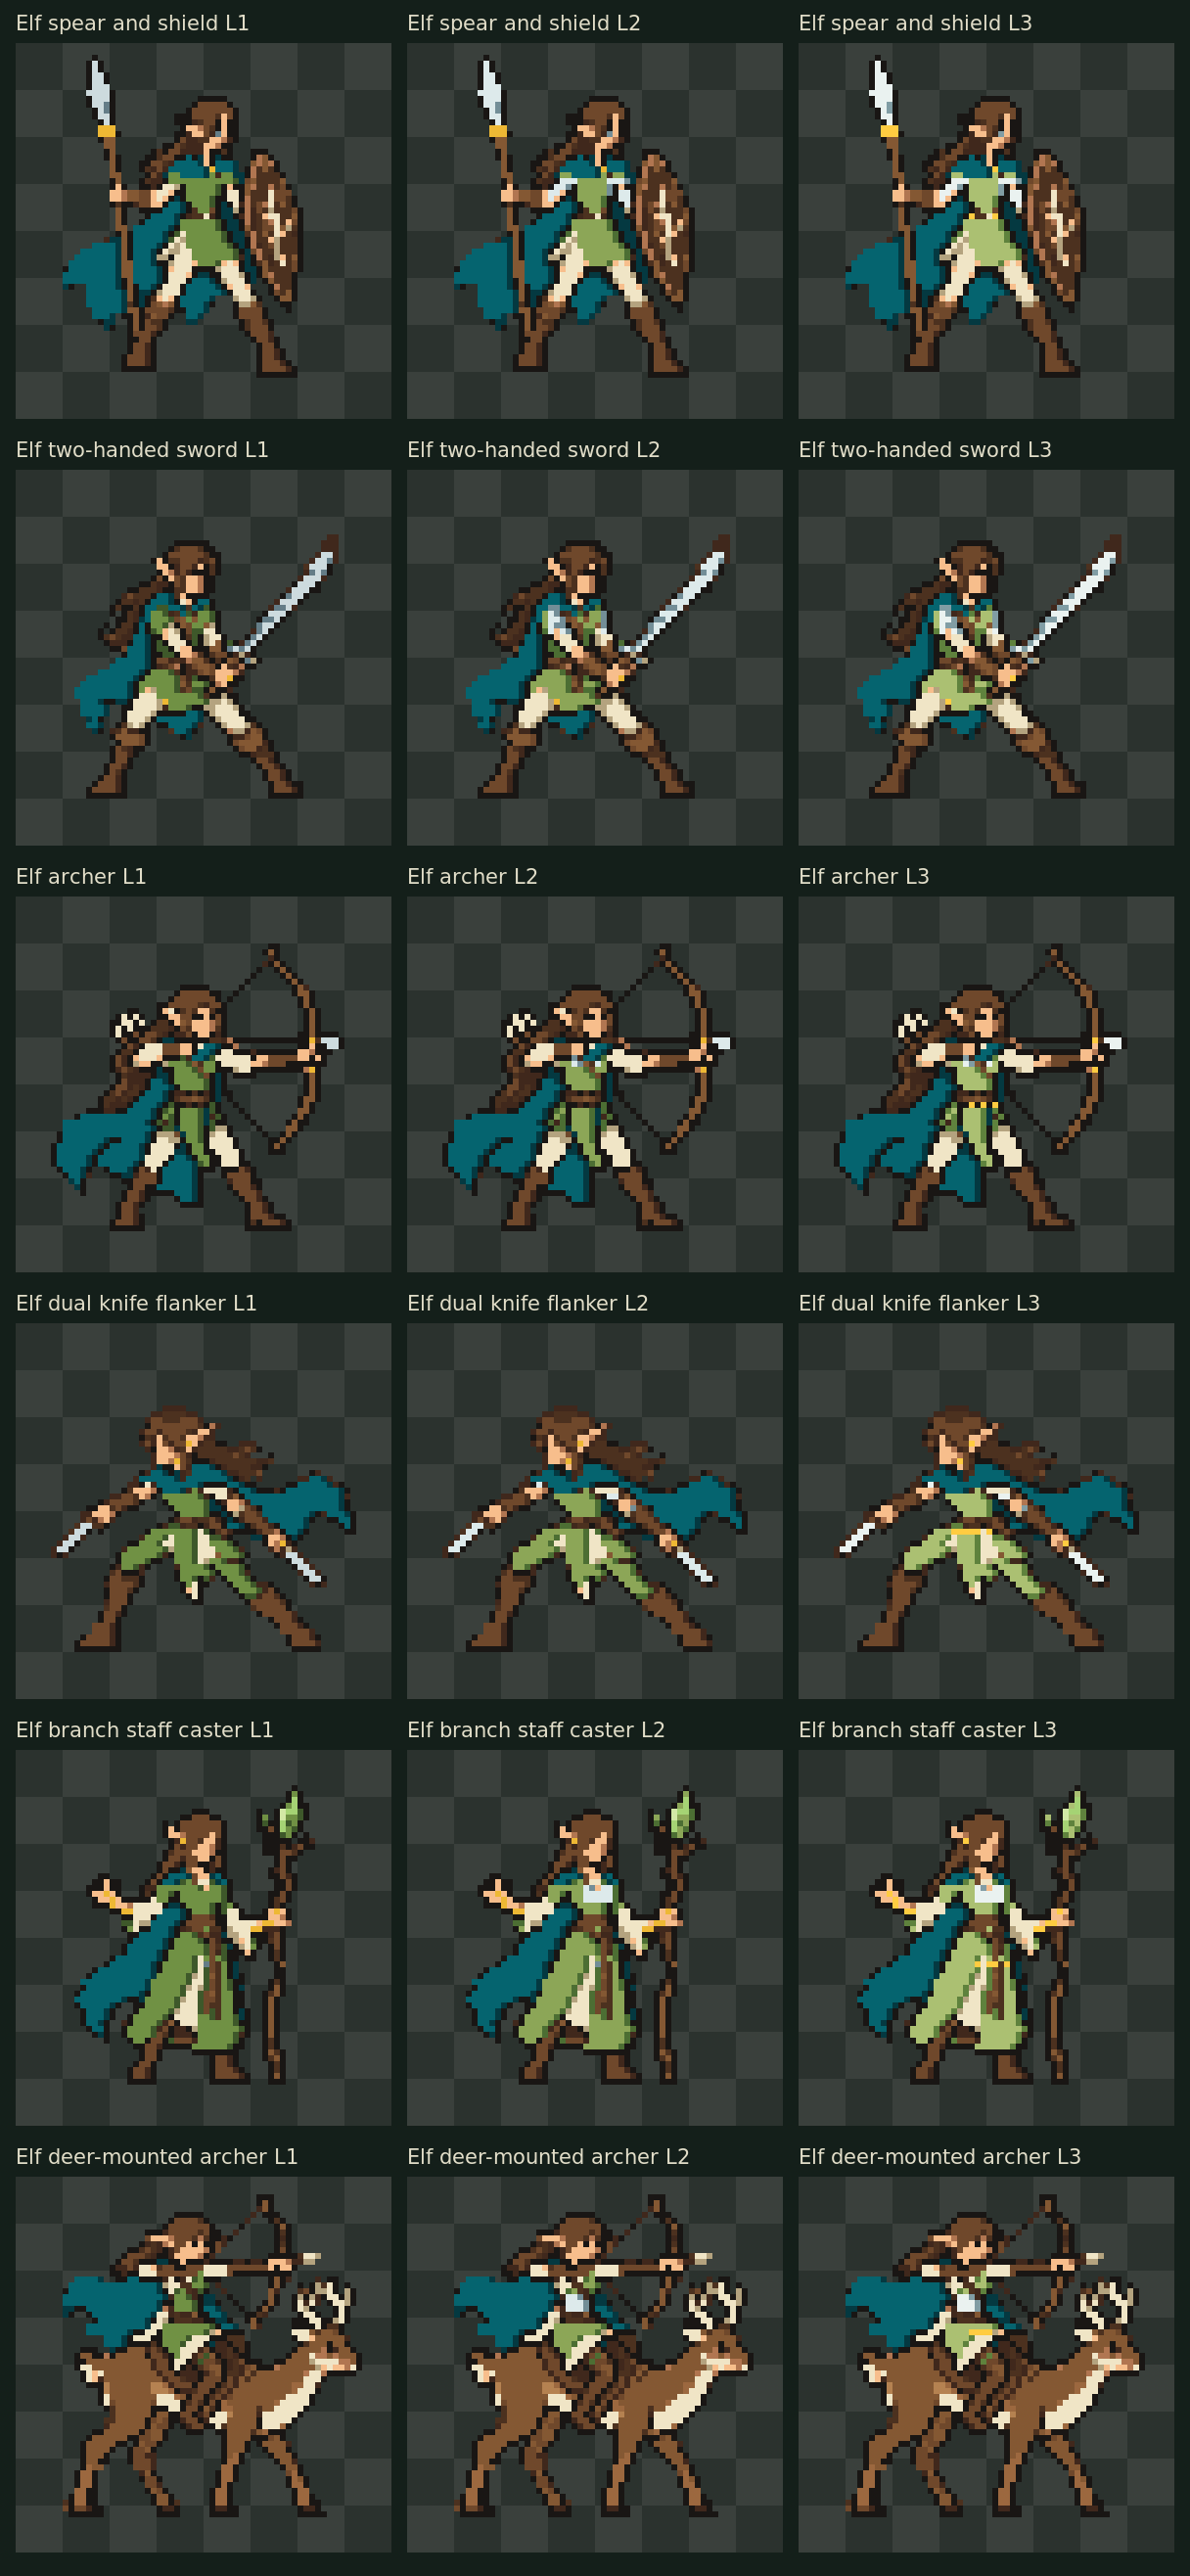 Elf spear and shield L1
Elf spear and shield L2
Elf spear and shield L3
Elf two-handed sword L1
Elf two-handed sword L2
Elf two-handed sword L3
Elf archer L1
Elf archer L2
Elf archer L3
Elf dual knife flanker L1
Elf dual knife flanker L2
Elf dual knife flanker L3
Elf branch staff caster L1
Elf branch staff caster L2
Elf branch staff caster L3
Elf deer-mounted archer L1
Elf deer-mounted archer L2
Elf deer-mounted archer L3